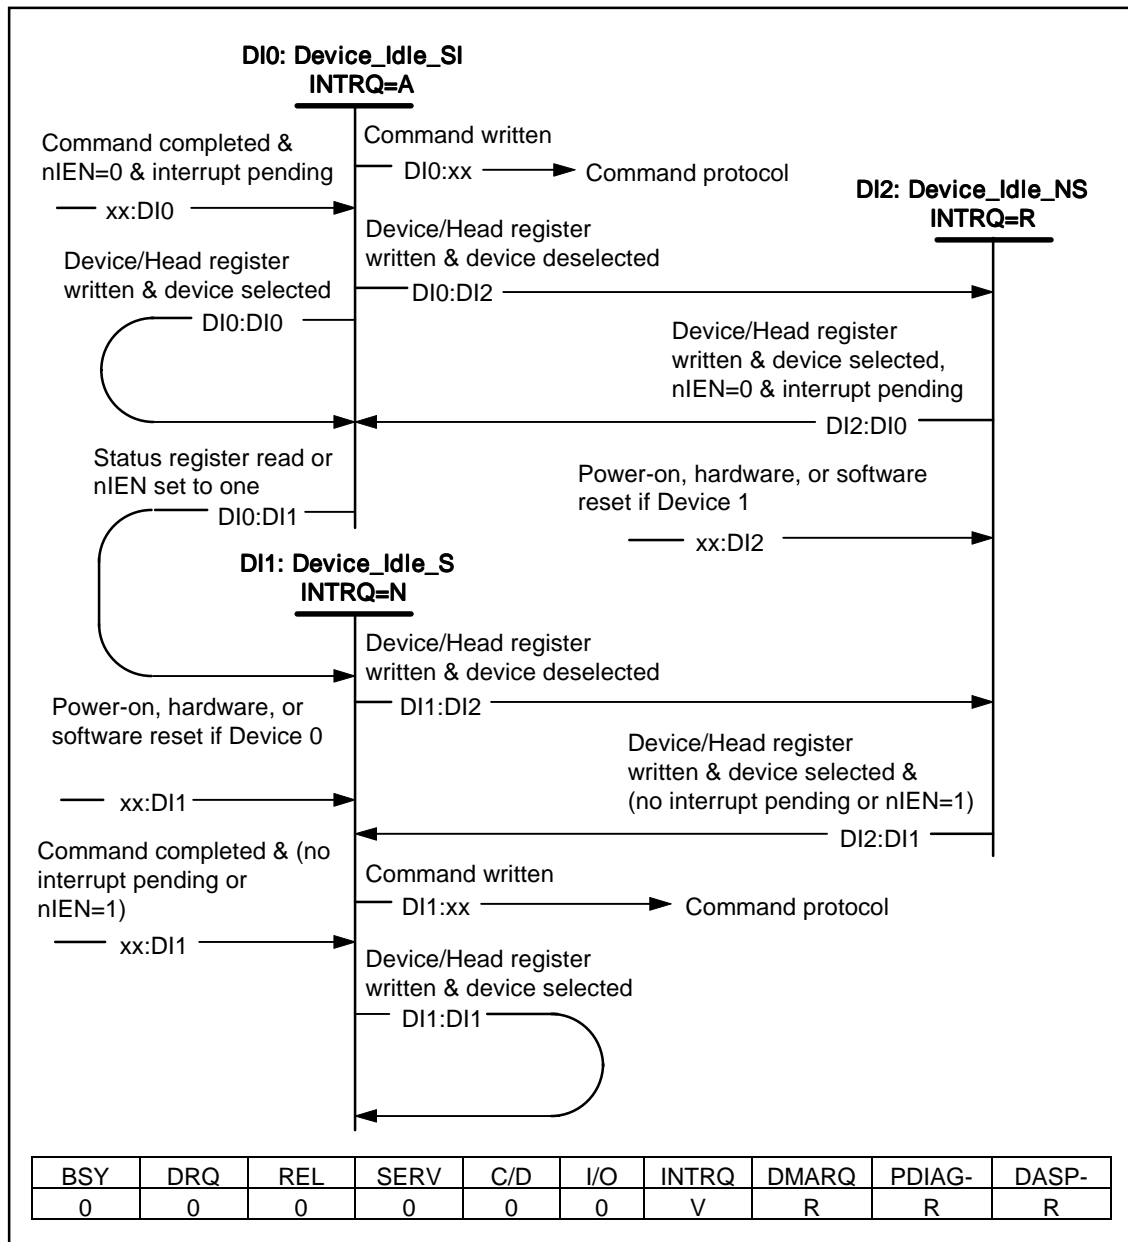 DI0: Device_Idle_SI
INTRQ=A
Command completed &
nIEN=0 & interrupt pending
xx:DI0
Command written
DI0:xx
Command protocol
DI2: Device_Idle_NS
INTRQ=R
Device/Head register
written & device deselected
DI0:DI2
Device/Head register
written & device selected
DI0:DI0
Device/Head register
written & device selected,
nIEN=0 & interrupt pending
DI2:DI0
Status register read or
nIEN set to one
DI0:DI1
Power-on, hardware, or software
reset if Device 1
xx:DI2
DI1: Device_Idle_S
INTRQ=N
Device/Head register
written & device deselected
DI1:DI2
Power-on, hardware, or
software reset if Device 0
xx:DI1
Device/Head register
written & device selected &
(no interrupt pending or nIEN=1)
DI2:DI1
Command completed & (no
interrupt pending or
nIEN=1)
xx:DI1
Command written
DI1:xx
Command protocol
Device/Head register
written & device selected
DI1:DI1
BSY DRQ REL SERV C/D I/O INTRQ DMARQ PDIAG- DASP-
0 0 0 0 0 0 V R R R